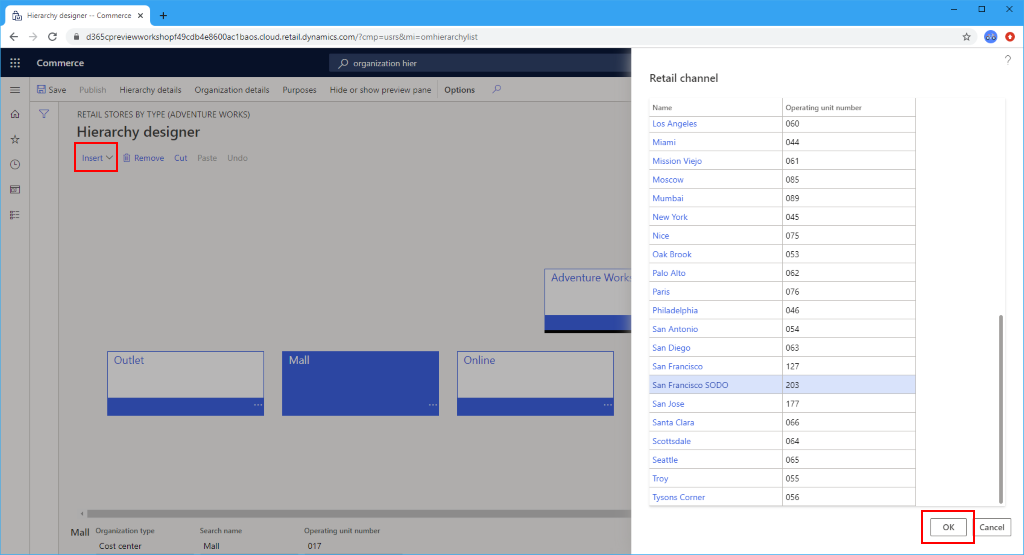 Hierarchy designer -- Commerce
d365cpreviewworkshopf49cdb4e8600ac1baos.cloud.retail.dynamics.com/?cmp=usrs&mi=omhierarchylist
Commerce
organization hier
Save Publish Hierarchy details Organization details Purposes Hide or show preview pane Options
RETAIL STORES BY TYPE (ADVENTURE WORKS)
Hierarchy designer
Insert Remove Cut Paste Undo
Adventure Works
Outlet
Mall
Online
Mall
Organization type
Cost center
Search name
Mall
Operating unit number
017
?
Retail channel
Name Operating unit number
Los Angeles 060
Miami 044
Mission Viejo 061
Moscow 085
Mumbai 089
New York 045
Nice 075
Oak Brook 053
Palo Alto 062
Paris 076
Philadelphia 046
San Antonio 054
San Diego 063
San Francisco 127
San Francisco SODO 203
San Jose 177
Santa Clara 066
Scottsdale 064
Seattle 065
Troy 055
Tysons Corner 056
OK Cancel